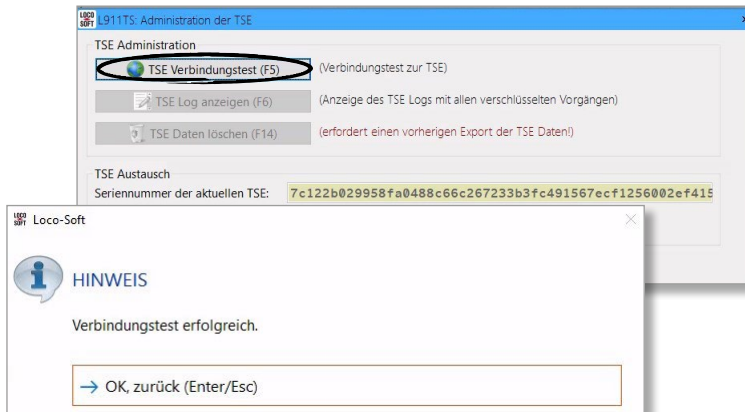 LOCO
SOFT
L911TS: Administration der TSE
TSE Administration
TSE Verbindungstest (F5)
(Verbindungstest zur TSE)
TSE Log anzeigen (F6)
(Anzeige des TSE Logs mit allen verschlüsselten Vorgängen)
TSE Daten löschen (F14)
(erfordert einen vorherigen Export der TSE Daten!)
TSE Austausch
Seriennummer der aktuellen TSE:
7c122b029958fa0488c66c267233b3fc491567ecf1256002ef415
LOCO
SOFT
Loco-Soft
HINWEIS
Verbindungstest erfolgreich.
→ OK, zurück (Enter/Esc)